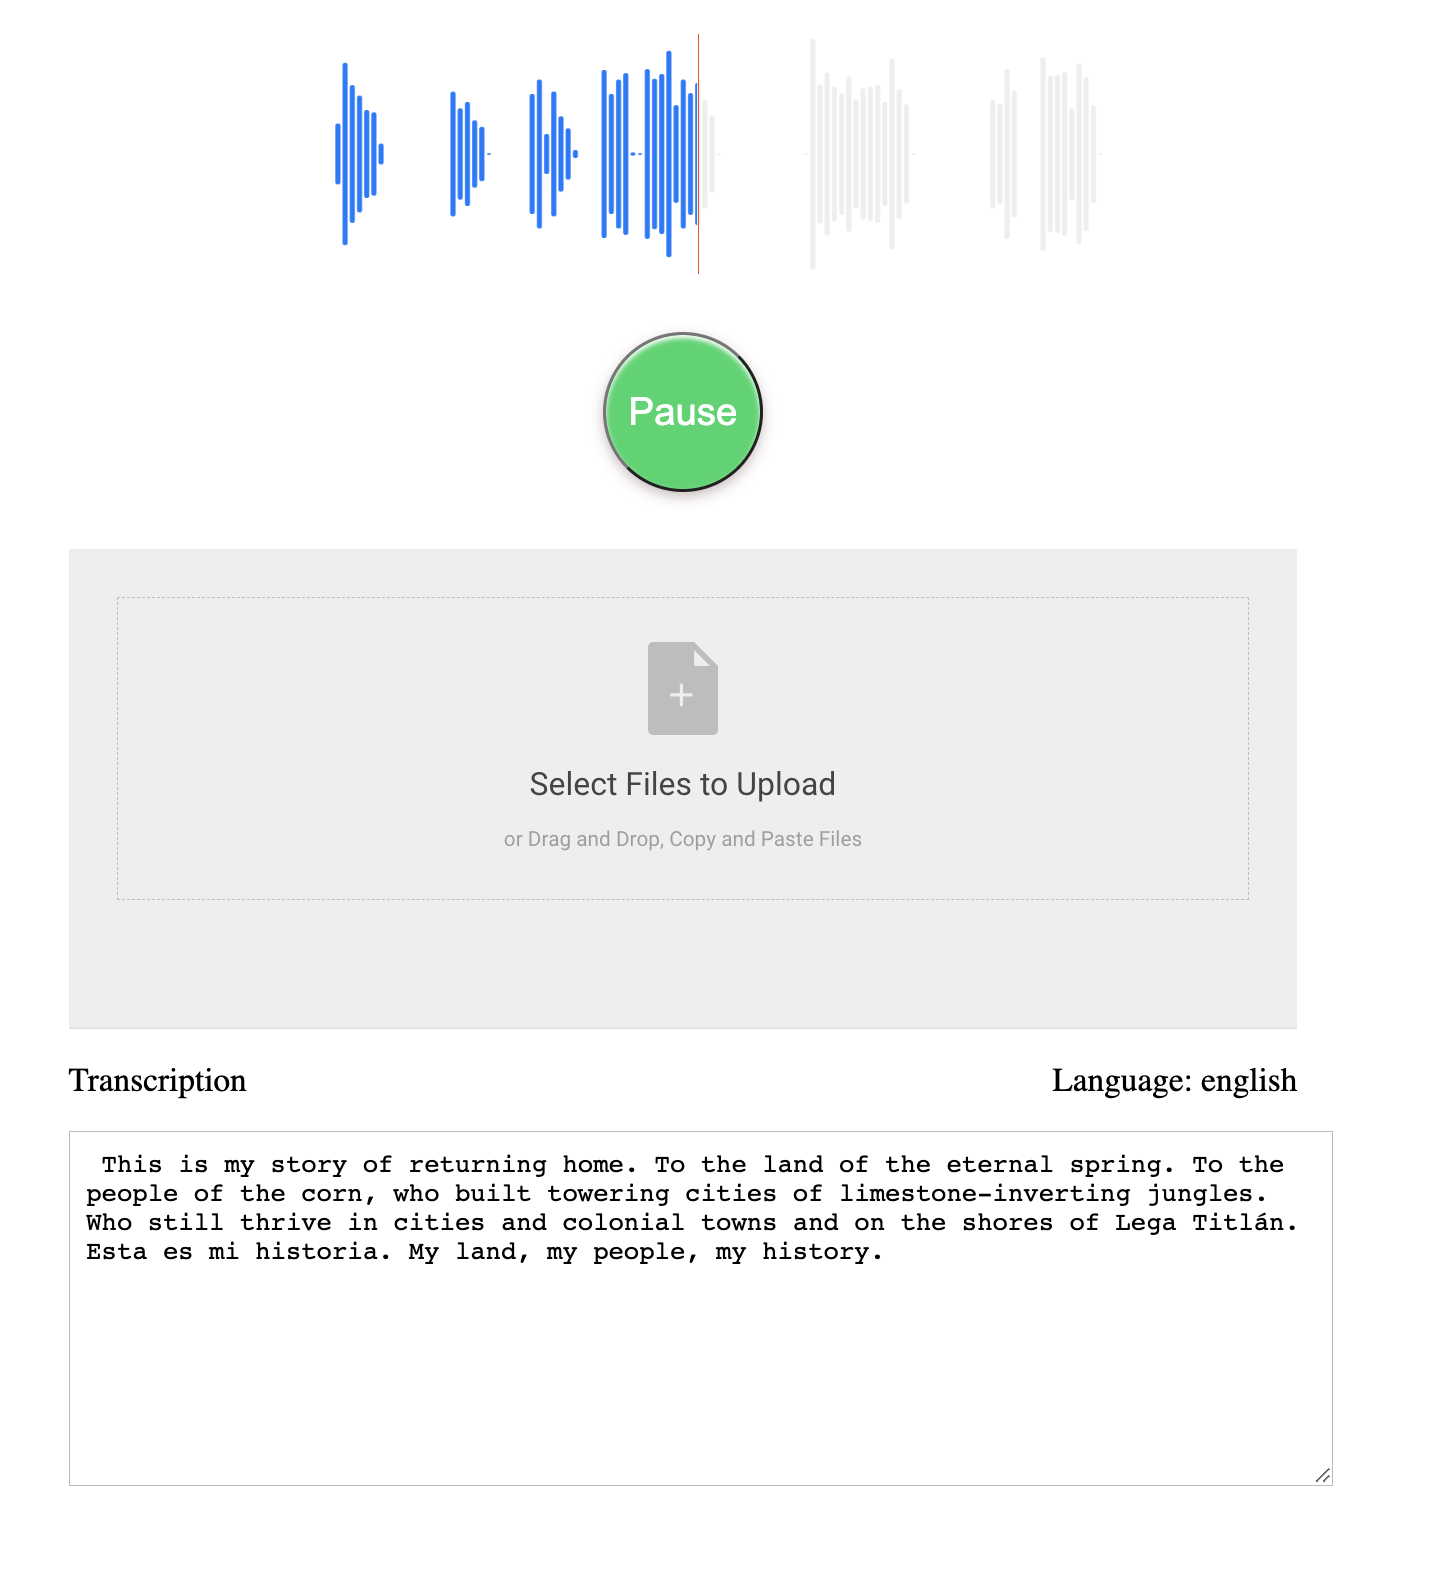 Pause
Select Files to Upload
or Drag and Drop, Copy and Paste Files
Transcription
Language: english
This is my story of returning home. To the land of the eternal spring. To the
people of the corn, who built towering cities of limestone-inverting jungles.
Who still thrive in cities and colonial towns and on the shores of Lega Titlán.
Esta es mi historia. My land, my people, my history.